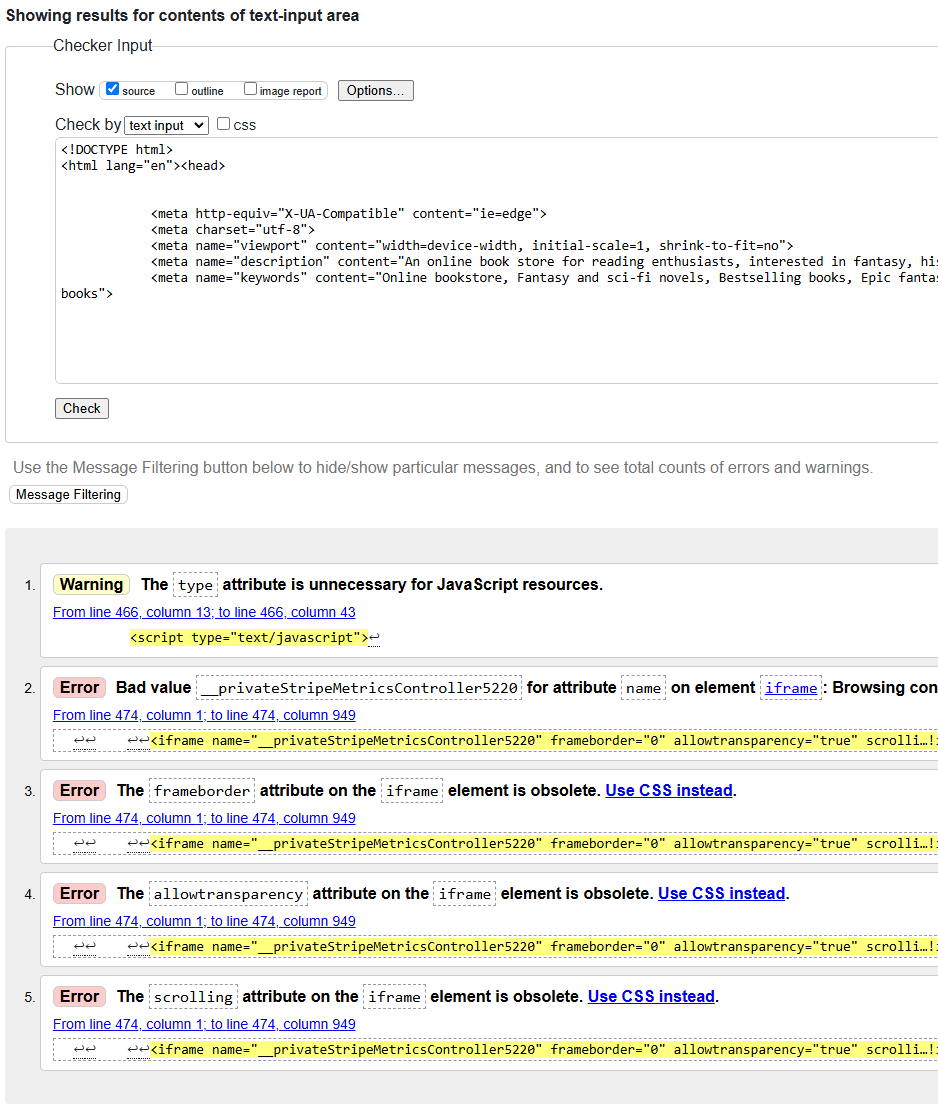 Showing results for contents of text-input area
Checker Input
Show source outline image report Options...
Check by text input css
<!DOCTYPE html>
<html lang="en"><head>
<meta http-equiv="X-UA-Compatible" content="ie=edge">
<meta charset="utf-8">
<meta name="viewport" content="width=device-width, initial-scale=1, shrink-to-fit=no">
<meta name="description" content="An online book store for reading enthusiasts, interested in fantasy, his
<meta name="keywords" content="Online bookstore, Fantasy and sci-fi novels, Bestselling books, Epic fantas
books">
Check
Use the Message Filtering button below to hide/show particular messages, and to see total counts of errors and warnings.
Message Filtering
1. Warning The type attribute is unnecessary for JavaScript resources.
From line 466, column 13; to line 466, column 43
<script type="text/javascript">↩
2. Error Bad value __privateStripeMetricsController5220 for attribute name on element iframe: Browsing con
From line 474, column 1; to line 474, column 949
↩↩ ↩↩<iframe name="__privateStripeMetricsController5220" frameborder="0" allowtransparency="true" scrolli…!i
3. Error The frameborder attribute on the iframe element is obsolete. Use CSS instead.
From line 474, column 1; to line 474, column 949
↩↩ ↩↩<iframe name="__privateStripeMetricsController5220" frameborder="0" allowtransparency="true" scrolli…!i
4. Error The allowtransparency attribute on the iframe element is obsolete. Use CSS instead.
From line 474, column 1; to line 474, column 949
↩↩ ↩↩<iframe name="__privateStripeMetricsController5220" frameborder="0" allowtransparency="true" scrolli…!i
5. Error The scrolling attribute on the iframe element is obsolete. Use CSS instead.
From line 474, column 1; to line 474, column 949
↩↩ ↩↩<iframe name="__privateStripeMetricsController5220" frameborder="0" allowtransparency="true" scrolli…!i